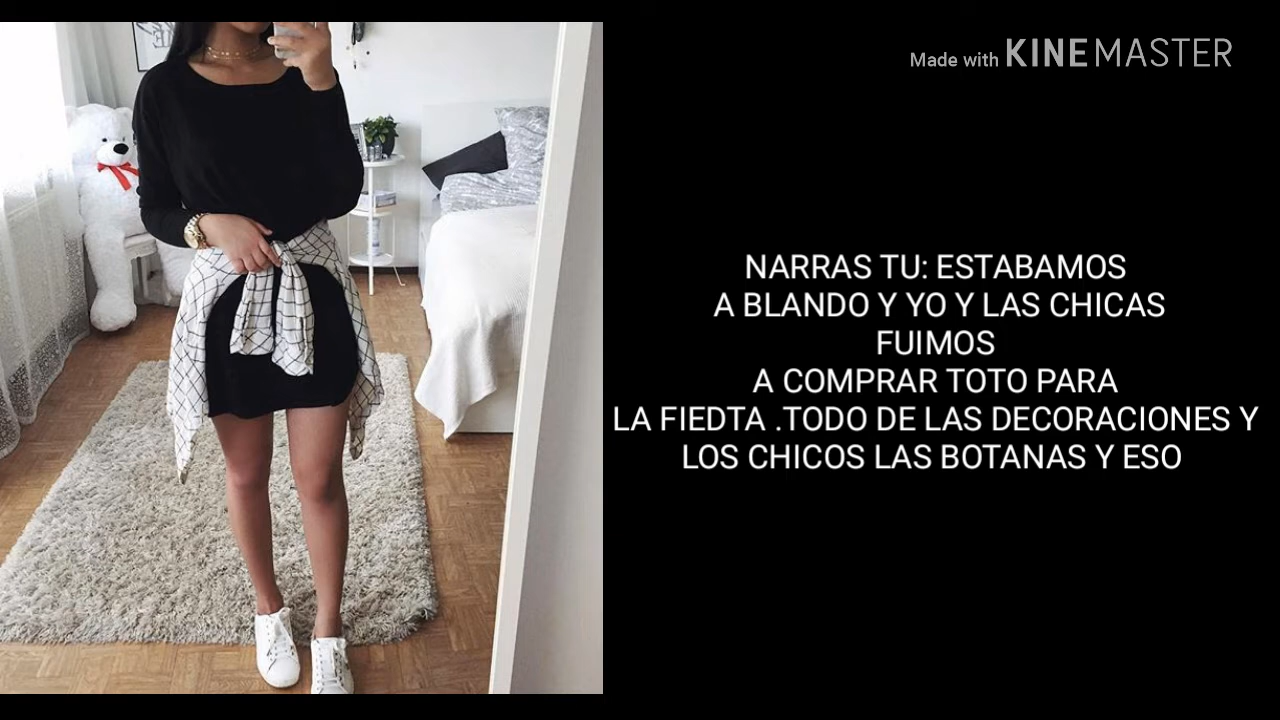 Made with KINEMASTER
NARRAS TU: ESTABAMOS
A BLANDO Y YO Y LAS CHICAS
FUIMOS
A COMPRAR TOTO PARA
LA FIEDTA .TODO DE LAS DECORACIONES Y
LOS CHICOS LAS BOTANAS Y ESO